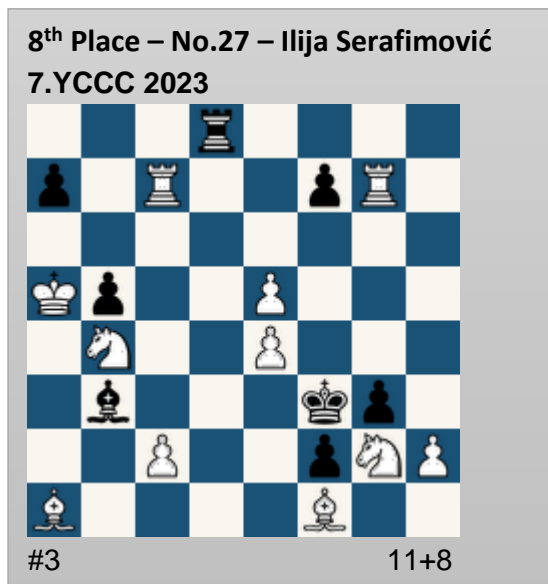 8th Place – No.27 – Ilija Serafimović
7.YCCC 2023
#3 11+8